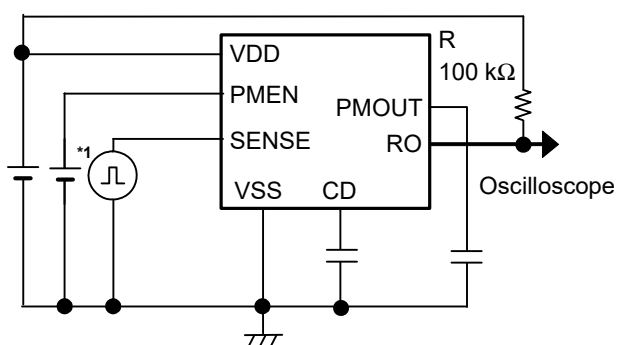 R
100 kΩ
VDD
PMEN
PMOUT
*1
SENSE
RO
VSS
CD
Oscilloscope